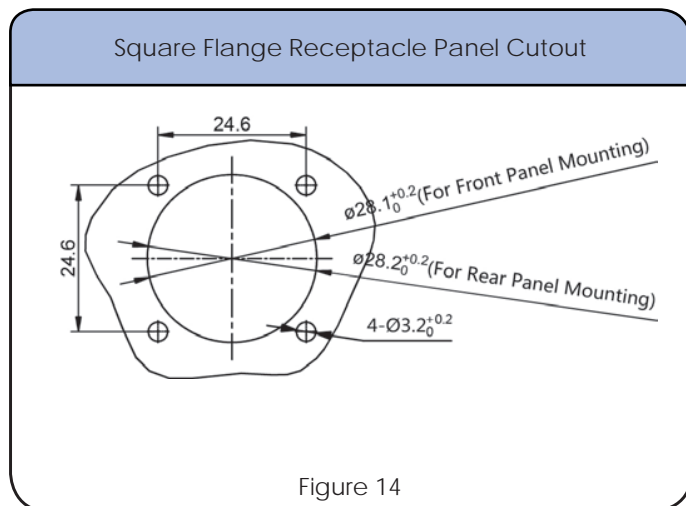 Square Flange Receptacle Panel Cutout
24.6
ø28.1 +0.2 0 (For Front Panel Mounting)
24.6
ø28.2 +0.2 0 (For Rear Panel Mounting)
4-Ø3.2 +0.2 0
Figure 14